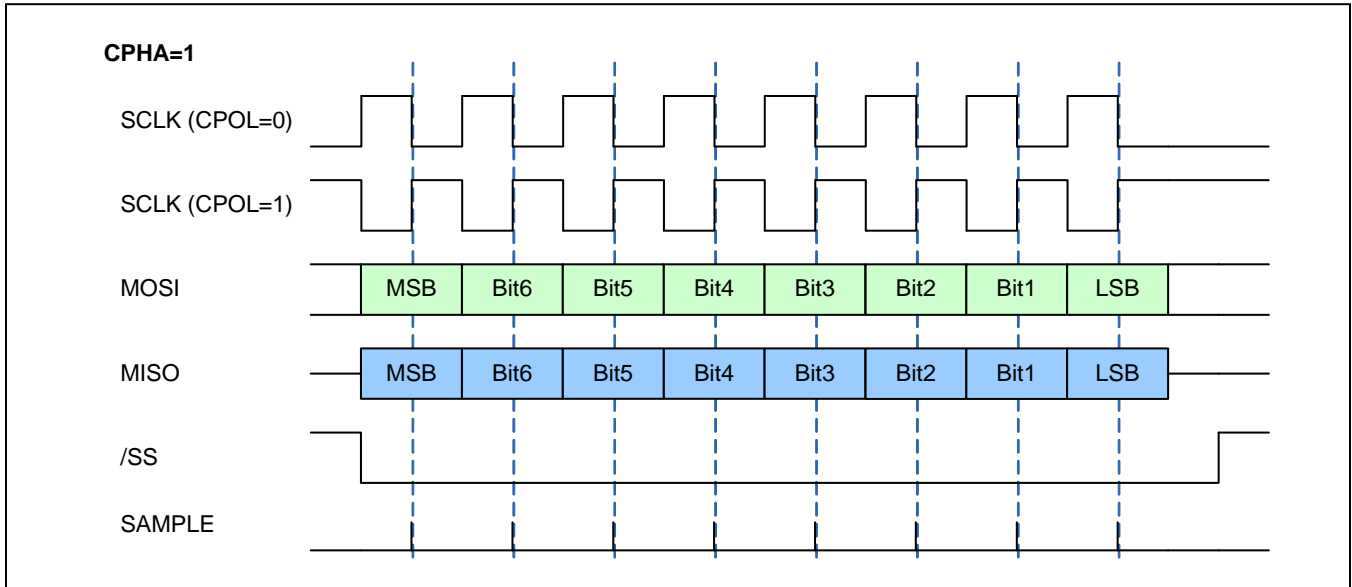 CPHA=1
SCLK (CPOL=0)
SCLK (CPOL=1)
MOSI MSB Bit6 Bit5 Bit4 Bit3 Bit2 Bit1 LSB
MISO MSB Bit6 Bit5 Bit4 Bit3 Bit2 Bit1 LSB
/SS
SAMPLE